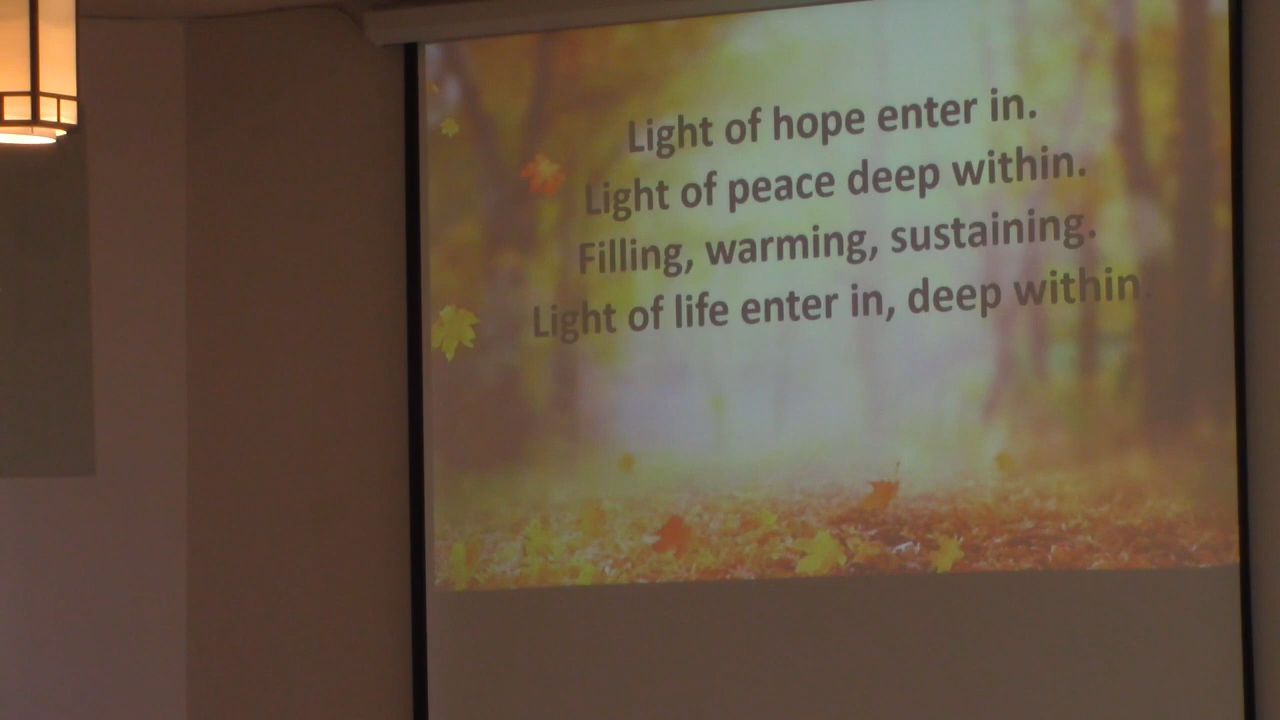 Light of hope enter in.
Light of peace deep within.
Filling, warming, sustaining.
Light of life enter in, deep within.